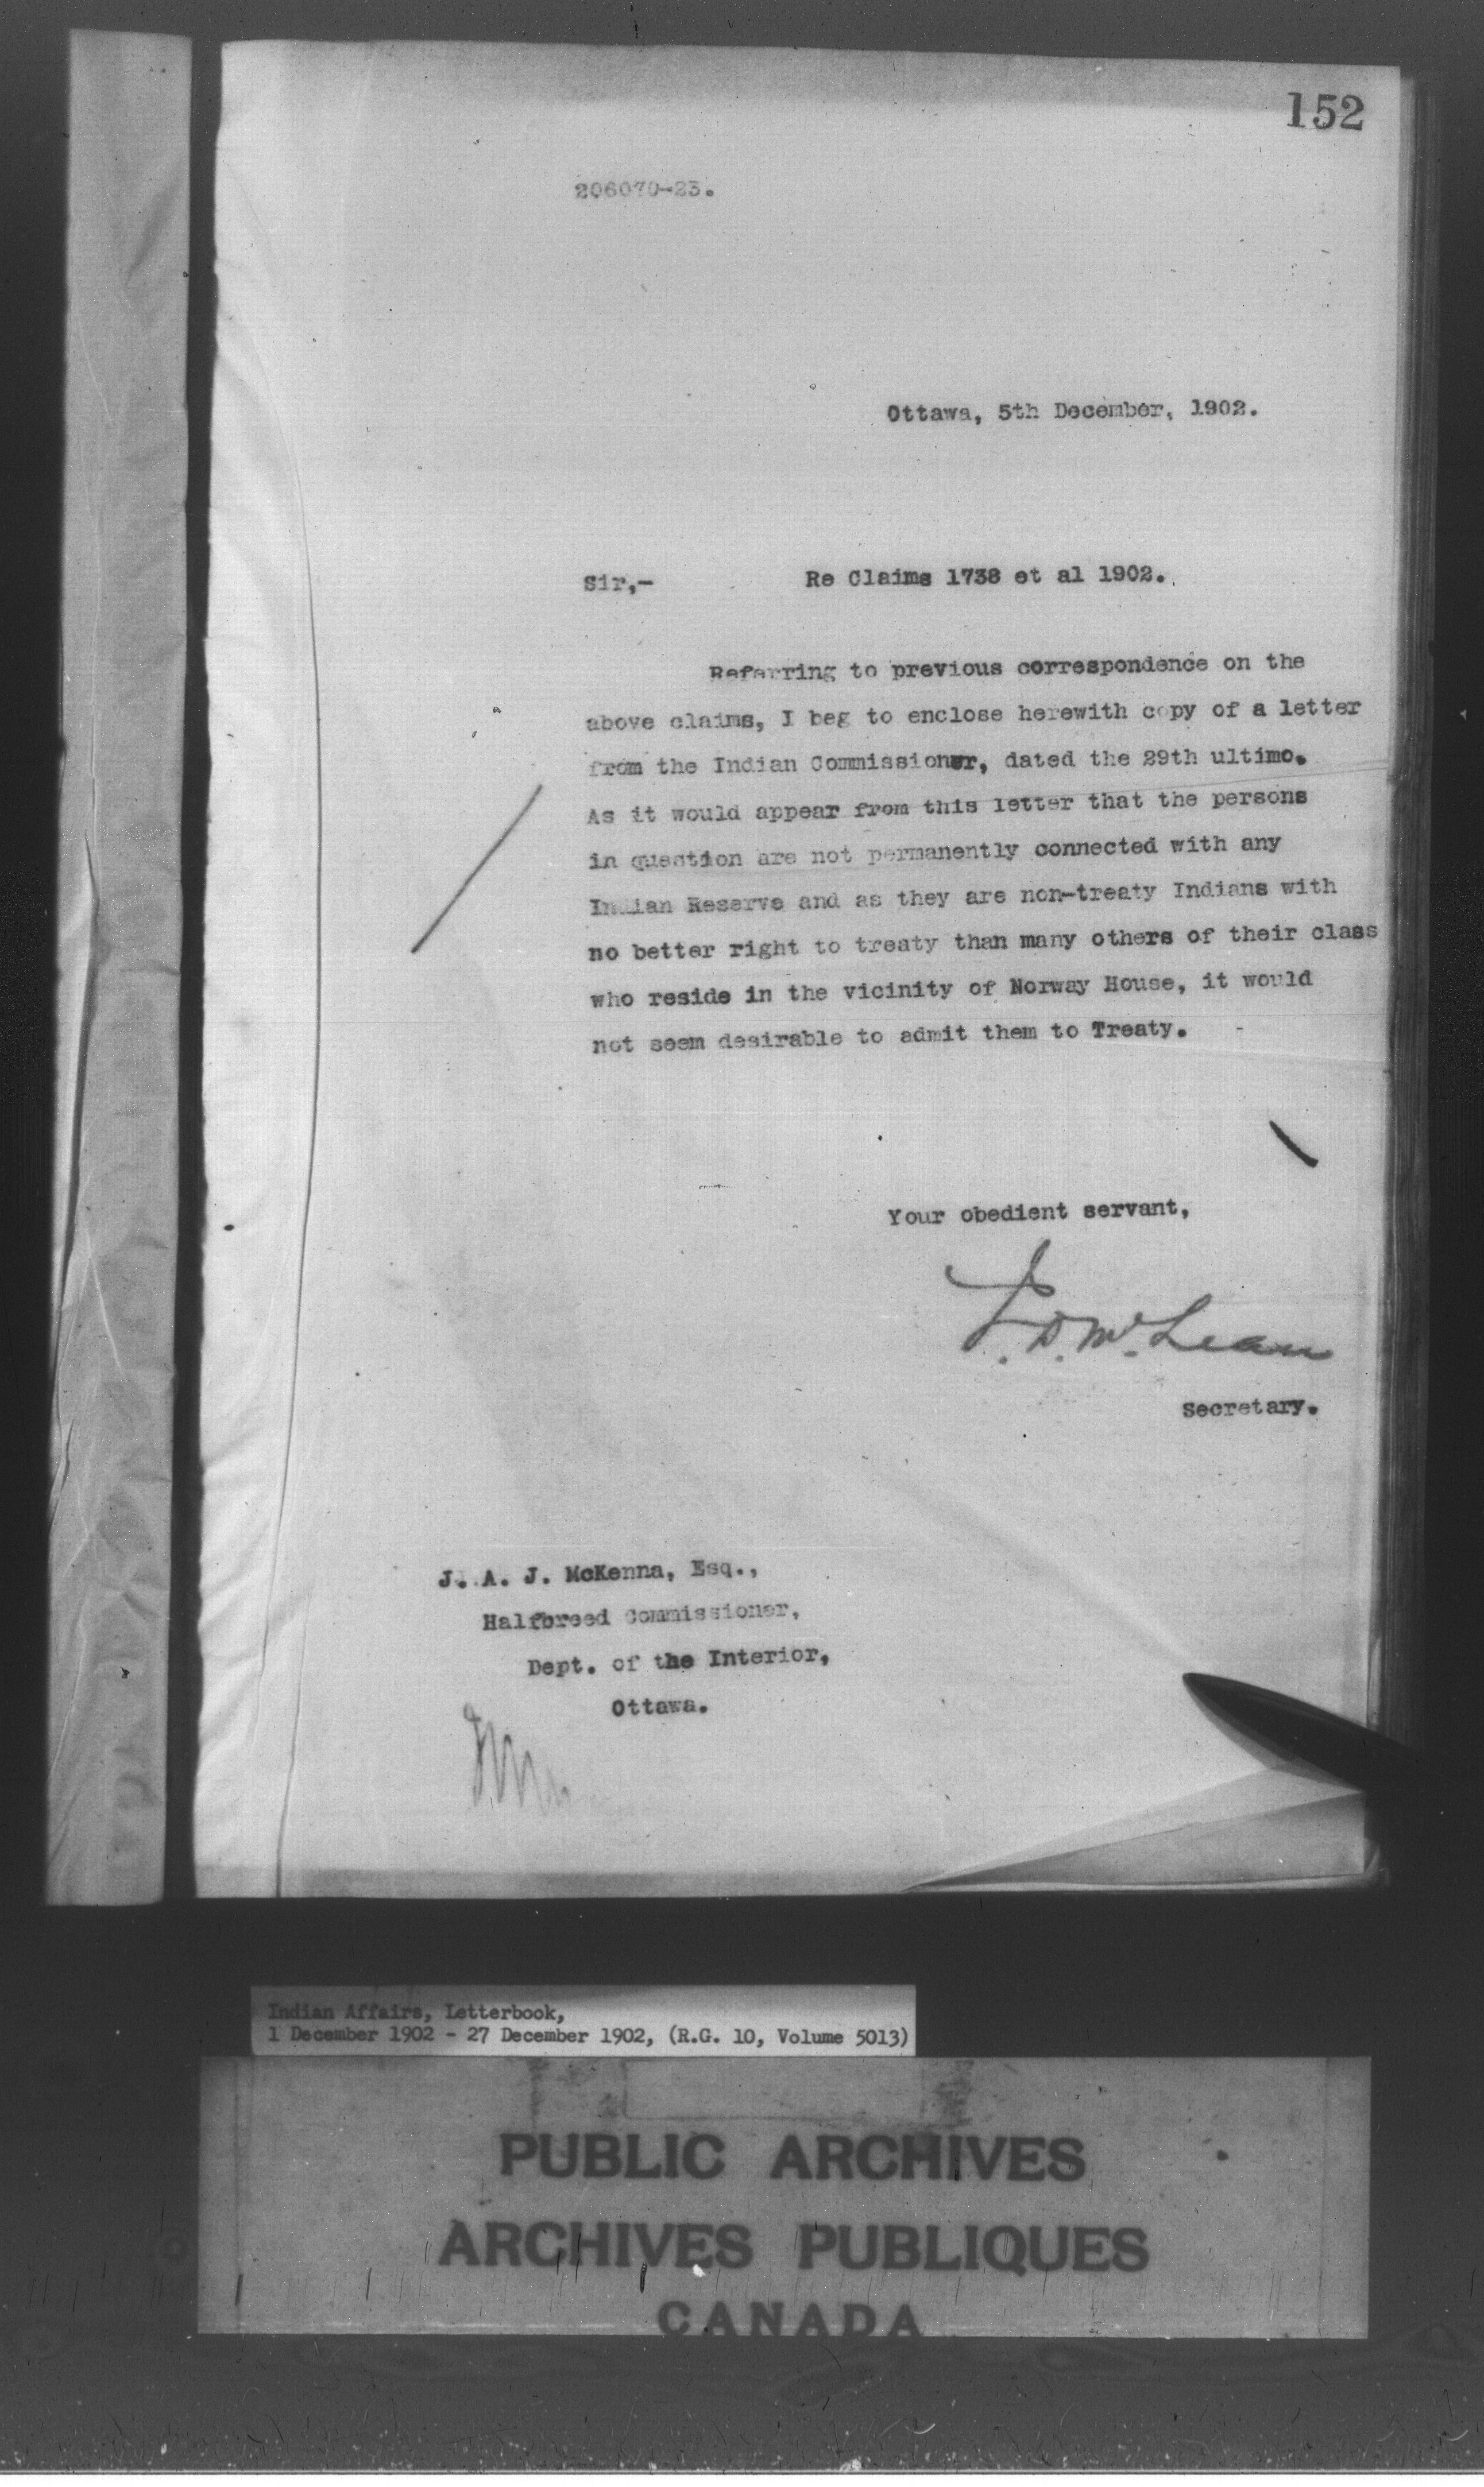 152
206070-23.
Ottawa, 5th December, 1902.
Sir,-
Re Claims 1738 et al 1902.
Referring to previous correspondence on the
above claims, I beg to enclose herewith copy of a letter
from the Indian Commissioner, dated the 29th ultimo.
As it would appear from this letter that the persons
in question are not permanently connected with any
Indian Reserve and as they are non-treaty Indians with
no better right to treaty than many others of their class
who reside in the vicinity of Norway House, it would
not seem desirable to admit them to Treaty.
Your obedient servant,
J. D. McLean
Secretary.
J. A. J. McKenna, Esq.,
Halfbreed Commissioner,
Dept. of the Interior,
Ottawa.
Indian Affairs, Letterbook,
1 December 1902 - 27 December 1902, (R.G. 10, Volume 5013)
PUBLIC ARCHIVES
ARCHIVES PUBLIQUES
CANADA